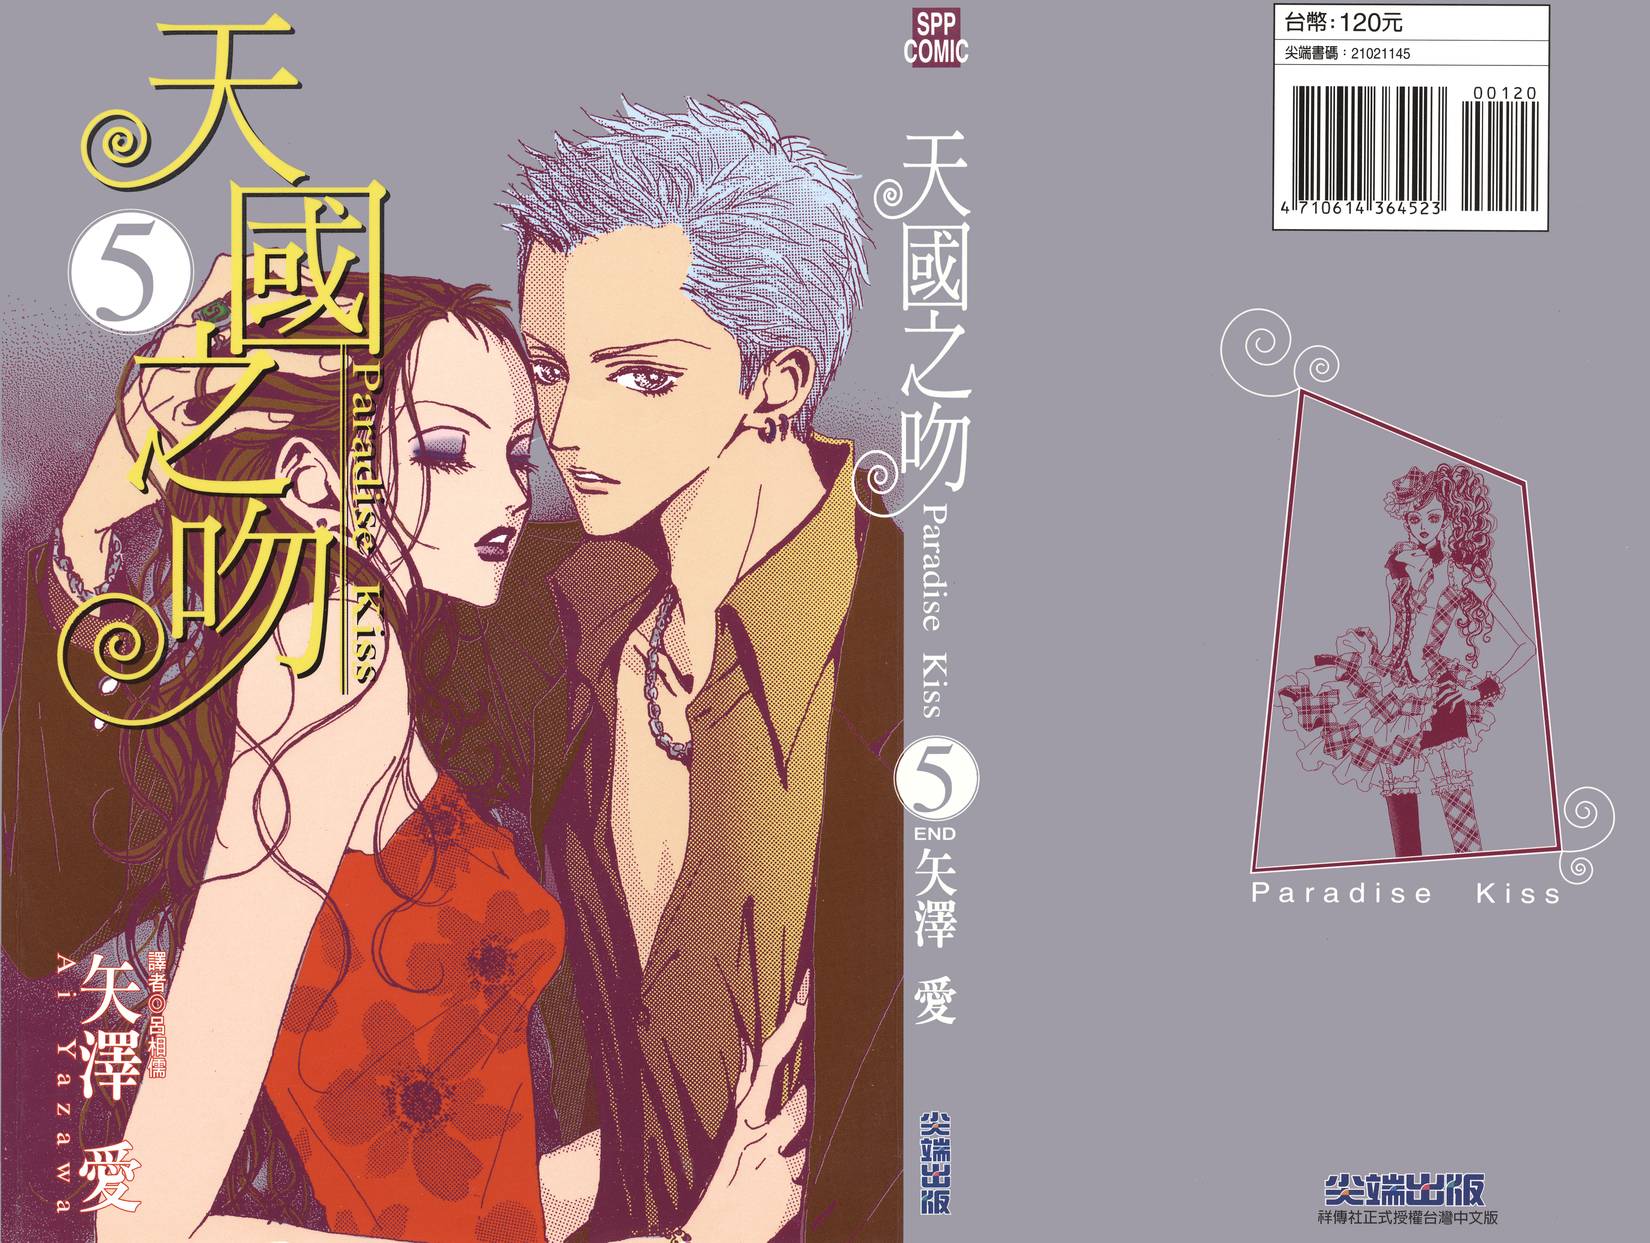 天國之吻
5
Paradise Kiss
譯者◎呂相儒
矢澤 愛
Ai Yazawa
SPP
COMIC
天國之吻
Paradise Kiss
5
END
矢澤 愛
尖端出版
台幣:120元
尖端書碼：21021145
00120
4 710614 364523
Paradise Kiss
尖端出版
祥傳社正式授權台灣中文版